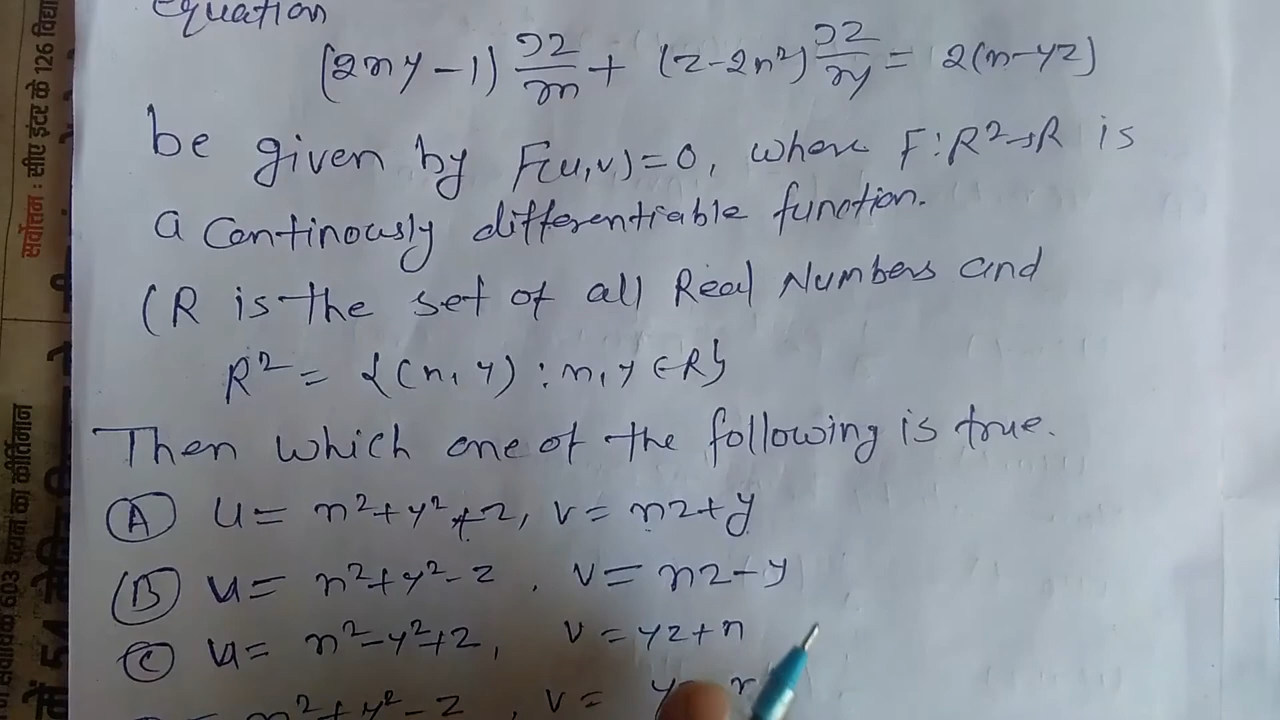 equation
(2xy-1) ∂z/∂x + (z-2x²) ∂z/∂y = 2(x-yz)
be given by F(u,v)=0, where F:R²→R is
a Continously differentiable function.
(R is the set of all Real Numbers and
R² = {(x,y) : x,y ∈ R}
Then which one of the following is true.
(A) u = x²+y²+z, v = xz+y
(B) u = x²+y²-z, v = xz-y
(C) u = x²-y²+z, v = yz+x
= x²+y²-z, v =
सर्वोत्तम : सीए इंटर के 126 विद्या